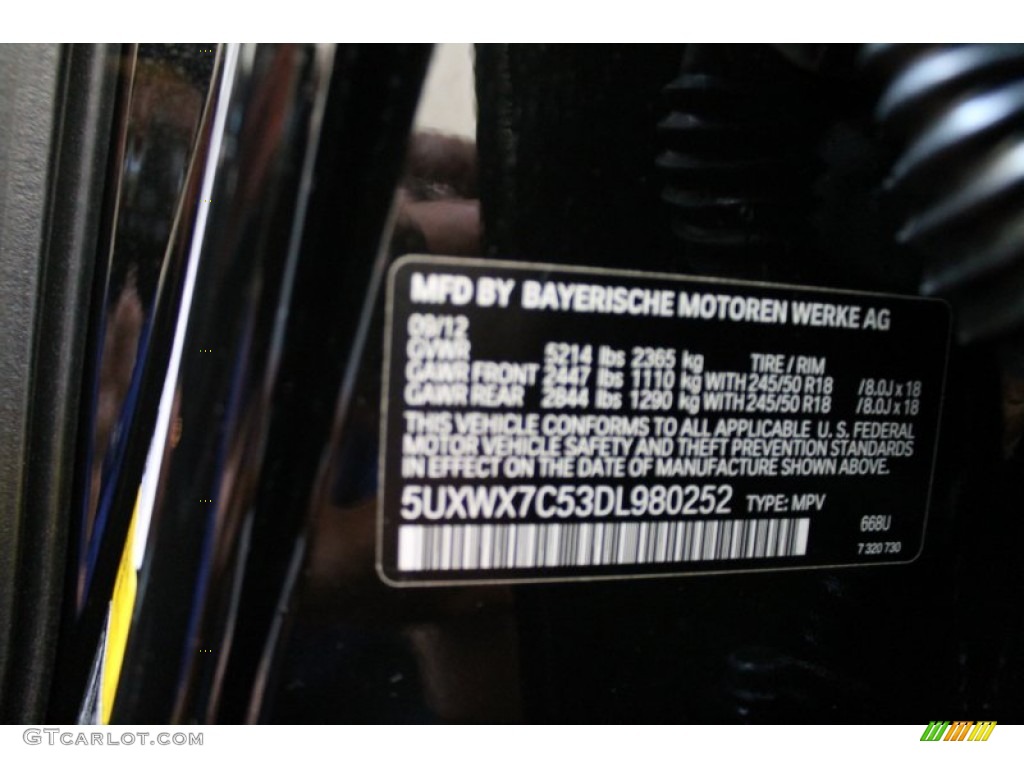 MFD BY BAYERISCHE MOTOREN WERKE AG
09/12
GVWR 5214 lbs 2365 kg TIRE / RIM
GAWR FRONT 2447 lbs 1110 kg WITH 245/50 R18 /8.0J x 18
GAWR REAR 2844 lbs 1290 kg WITH 245/50 R18 /8.0J x 18
THIS VEHICLE CONFORMS TO ALL APPLICABLE U.S. FEDERAL
MOTOR VEHICLE SAFETY AND THEFT PREVENTION STANDARDS
IN EFFECT ON THE DATE OF MANUFACTURE SHOWN ABOVE.
5UXWX7C53DL980252 TYPE: MPV
668U
7 320 730
GTCarLot.com